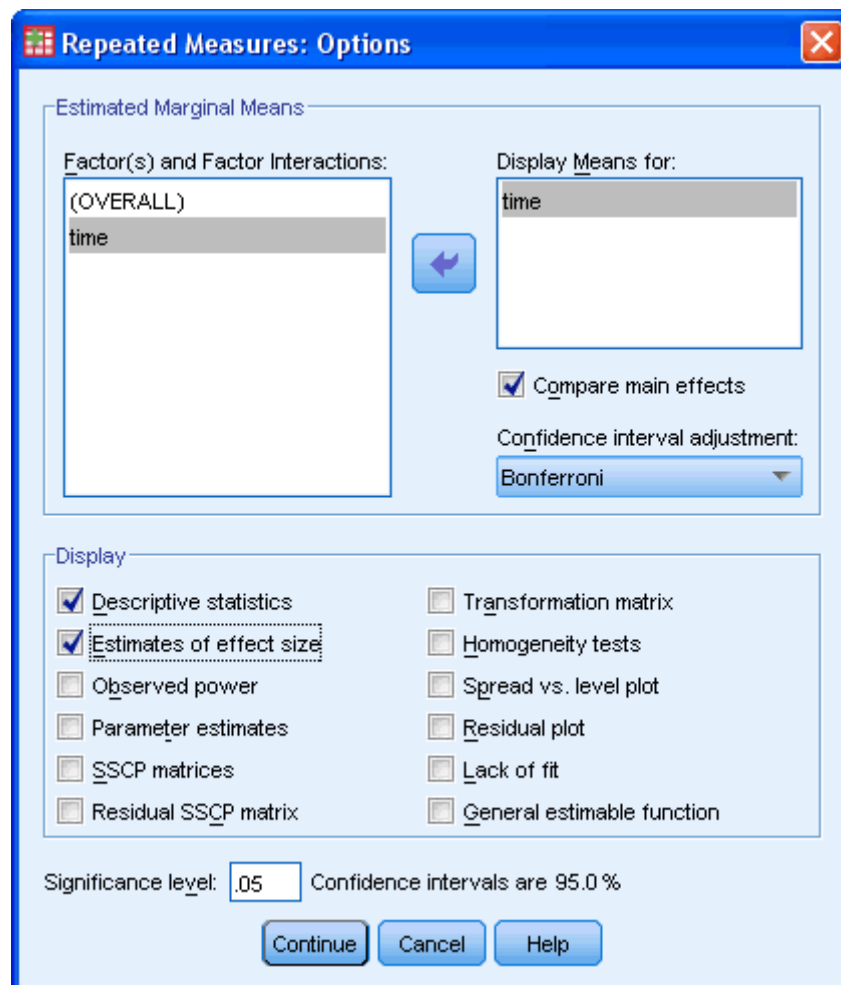 Repeated Measures: Options
Estimated Marginal Means
Factor(s) and Factor Interactions:
(OVERALL)
time
Display Means for:
time
Compare main effects
Confidence interval adjustment:
Bonferroni
Display
Descriptive statistics
Estimates of effect size
Observed power
Parameter estimates
SSCP matrices
Residual SSCP matrix
Transformation matrix
Homogeneity tests
Spread vs. level plot
Residual plot
Lack of fit
General estimable function
Significance level: .05 Confidence intervals are 95.0 %
Continue Cancel Help